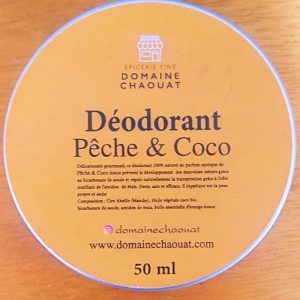 EPICERIE FINE
DOMAINE
CHAOUAT
Déodorant
Pêche & Coco
Délicatement gourmand, ce déodorant 100% naturel au parfum exotique de
Pêche & Coco douce prévient le développement des mauvaises odeurs grâce
au bicarbonate de soude et régule naturellement la transpiration grâce à l'effet
matifiant de l'amidon de Maïs. Doux, sain et efficace, il s'applique sur la peau
propre et sèche
Composition : Cire Abeille (Manuka), Huile végétale coco bio,
bicarbonate de soude, amidon de maïs, huile essentielle d'orange douce
domainechaouat
www.domainechaouat.com
50 ml